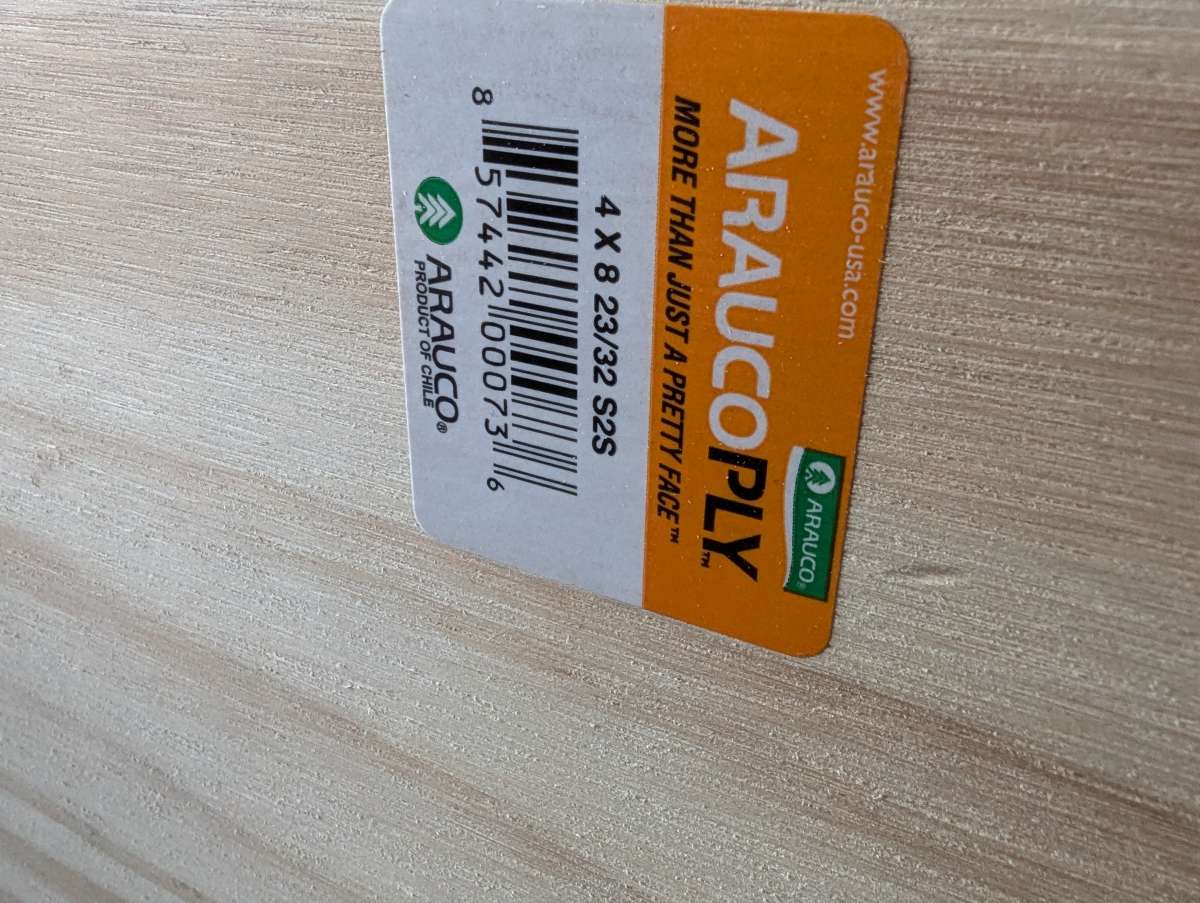 www.arauco-usa.com
ARAUCO®
ARAUCOPLY™
MORE THAN JUST A PRETTY FACE™
4 X 8 23/32 S2S
8 57442 00073 6
ARAUCO®
PRODUCT OF CHILE